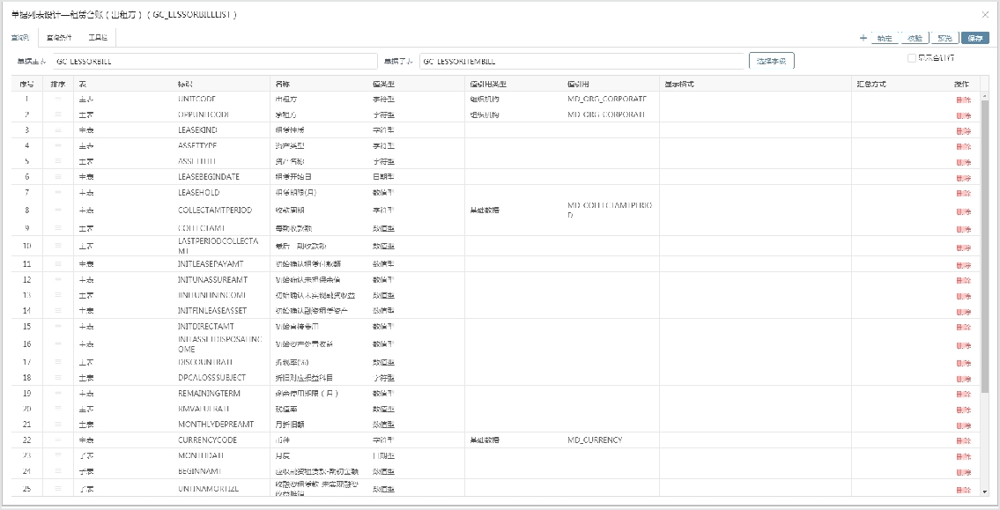 单据列表设计—租赁台账（出租方）（GC_LESSORBILLLIST）
查询列 查询条件 工具栏
锁定 校验 预览 保存
单据主表 GC_LESSORBILL 单据子表 GC_LESSORITEMBILL 选择字段 显示合计行
序号 排序 表 标识 名称 值类型 值引用类型 值引用 显示格式 汇总方式 操作
1 主表 UNITCODE 出租方 字符型 组织机构 MD_ORG_CORPORATE 删除
2 主表 OPPUNITCODE 承租方 字符型 组织机构 MD_ORG_CORPORATE 删除
3 主表 LEASEKIND 租赁性质 字符型 删除
4 主表 ASSETTYPE 资产类型 字符型 删除
5 主表 ASSETTITLE 资产名称 字符型 删除
6 主表 LEASEBEGINDATE 租赁开始日 日期型 删除
7 主表 LEASEHOLD 租赁期限(月) 数值型 删除
8 主表 COLLECTAMTPERIOD 收款周期 字符型 基础数据 MD_COLLECTAMTPERIO
D 删除
9 主表 COLLECTAMT 每期收款额 数值型 删除
10 主表 LASTPERIODCOLLECTA
MT 最后一期收款额 数值型 删除
11 主表 INITLEASEPAYAMT 初始确认租赁付款额 数值型 删除
12 主表 INITUNASSUREAMT 初始确认未担保余值 数值型 删除
13 主表 IINITUNFININCOME 初始确认未实现融资收益 数值型 删除
14 主表 INITFINLEASEASSET 初始确认融资租赁资产 数值型 删除
15 主表 INITDIRECTAMT 初始直接费用 数值型 删除
16 主表 INITASSETDISPOSALINC
OME 初始资产处置收益 数值型 删除
17 主表 DISCOUNTRATE 折现率(%) 数值型 删除
18 主表 DPCALOSSSUBJECT 折旧对应损益科目 字符型 删除
19 主表 REMAININGTERM 剩余使用期限（月） 数值型 删除
20 主表 RMVALUERATE 残值率 数值型 删除
21 主表 MONTHLYDEPREAMT 月折旧额 数值型 删除
22 主表 CURRENCYCODE 币种 字符型 基础数据 MD_CURRENCY 删除
23 子表 MONTHDATE 月度 日期型 删除
24 子表 BEGINNAMT 应收融资租赁款-期初金额 数值型 删除
25 子表 UNFINAMORTIZE 收融资租赁款-未实现融资
收益摊销 数值型 删除